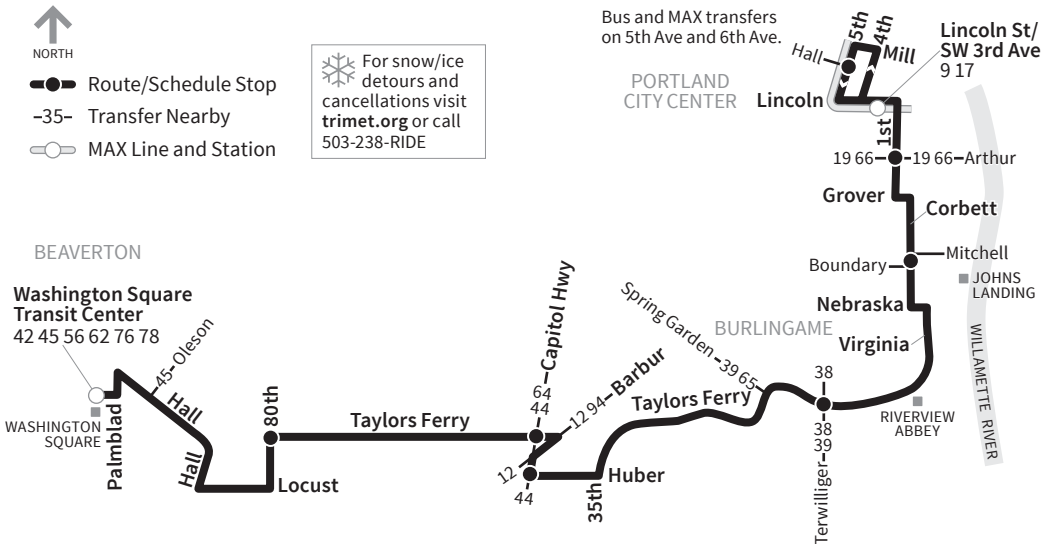 NORTH
Route/Schedule Stop
–35– Transfer Nearby
MAX Line and Station
For snow/ice
detours and
cancellations visit
trimet.org or call
503-238-RIDE
Bus and MAX transfers
on 5th Ave and 6th Ave.
PORTLAND
CITY CENTER
Hall
5th
4th
Mill
Lincoln
Lincoln St/
SW 3rd Ave
9 17
1st
19 66
19 66
Arthur
Grover
Corbett
Mitchell
Boundary
JOHNS
LANDING
Nebraska
Virginia
WILLAMETTE RIVER
BEAVERTON
Washington Square
Transit Center
42 45 56 62 76 78
WASHINGTON
SQUARE
Palmblad
45
Oleson
Hall
Hall
80th
Locust
Taylors Ferry
Capitol Hwy
64
44
12 94
Barbur
12
44
35th
Huber
Taylors Ferry
Spring Garden
39 65
BURLINGAME
38
38
39
Terwilliger
RIVERVIEW
ABBEY